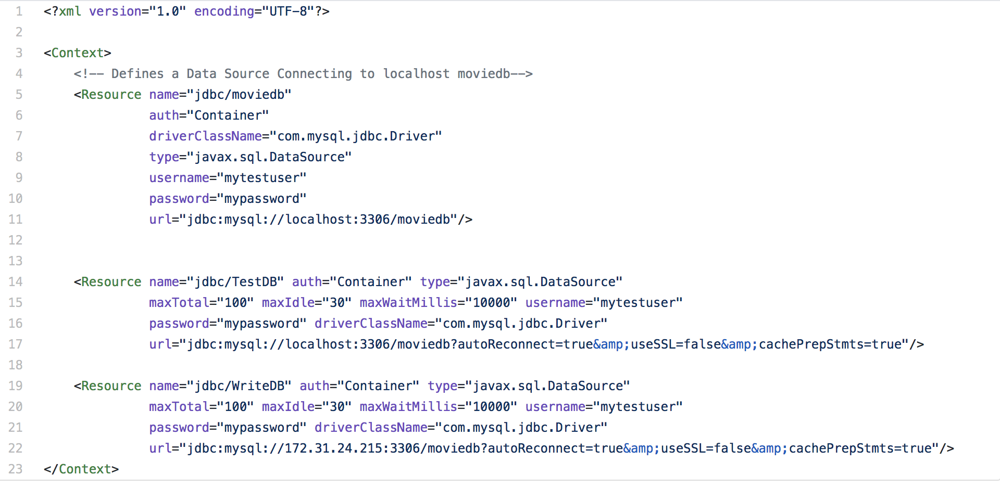 1 <?xml version="1.0" encoding="UTF-8"?>
2
3 <Context>
4     <!-- Defines a Data Source Connecting to localhost moviedb-->
5     <Resource name="jdbc/moviedb"
6               auth="Container"
7               driverClassName="com.mysql.jdbc.Driver"
8               type="javax.sql.DataSource"
9               username="mytestuser"
10               password="mypassword"
11               url="jdbc:mysql://localhost:3306/moviedb"/>
12
13
14     <Resource name="jdbc/TestDB" auth="Container" type="javax.sql.DataSource"
15               maxTotal="100" maxIdle="30" maxWaitMillis="10000" username="mytestuser"
16               password="mypassword" driverClassName="com.mysql.jdbc.Driver"
17               url="jdbc:mysql://localhost:3306/moviedb?autoReconnect=true&amp;useSSL=false&amp;cachePrepStmts=true"/>
18
19     <Resource name="jdbc/WriteDB" auth="Container" type="javax.sql.DataSource"
20               maxTotal="100" maxIdle="30" maxWaitMillis="10000" username="mytestuser"
21               password="mypassword" driverClassName="com.mysql.jdbc.Driver"
22               url="jdbc:mysql://172.31.24.215:3306/moviedb?autoReconnect=true&amp;useSSL=false&amp;cachePrepStmts=true"/>
23 </Context>